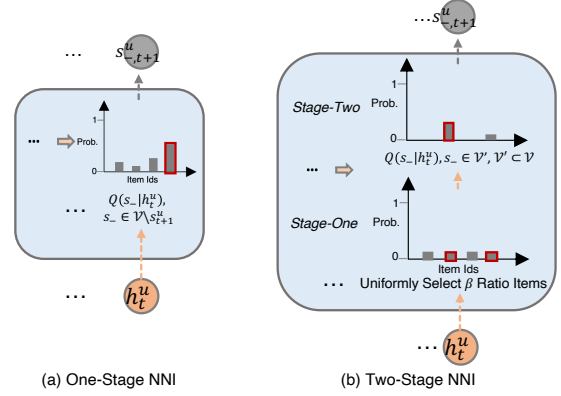 ... s^u_{-,t+1}
1
...
Prob.
0
Item Ids
Q(s_-|h^u_t),
... s_- ∈ 𝒱\s^u_{t+1}
... h^u_t
(a) One-Stage NNI
...s^u_{-,t+1}
1
Stage-Two
Prob.
0
... Q(s_-|h^u_t), s_- ∈ 𝒱′, 𝒱′ ⊂ 𝒱
1
Stage-One
Prob.
0
Item Ids
... Uniformly Select β Ratio Items
... h^u_t
(b) Two-Stage NNI